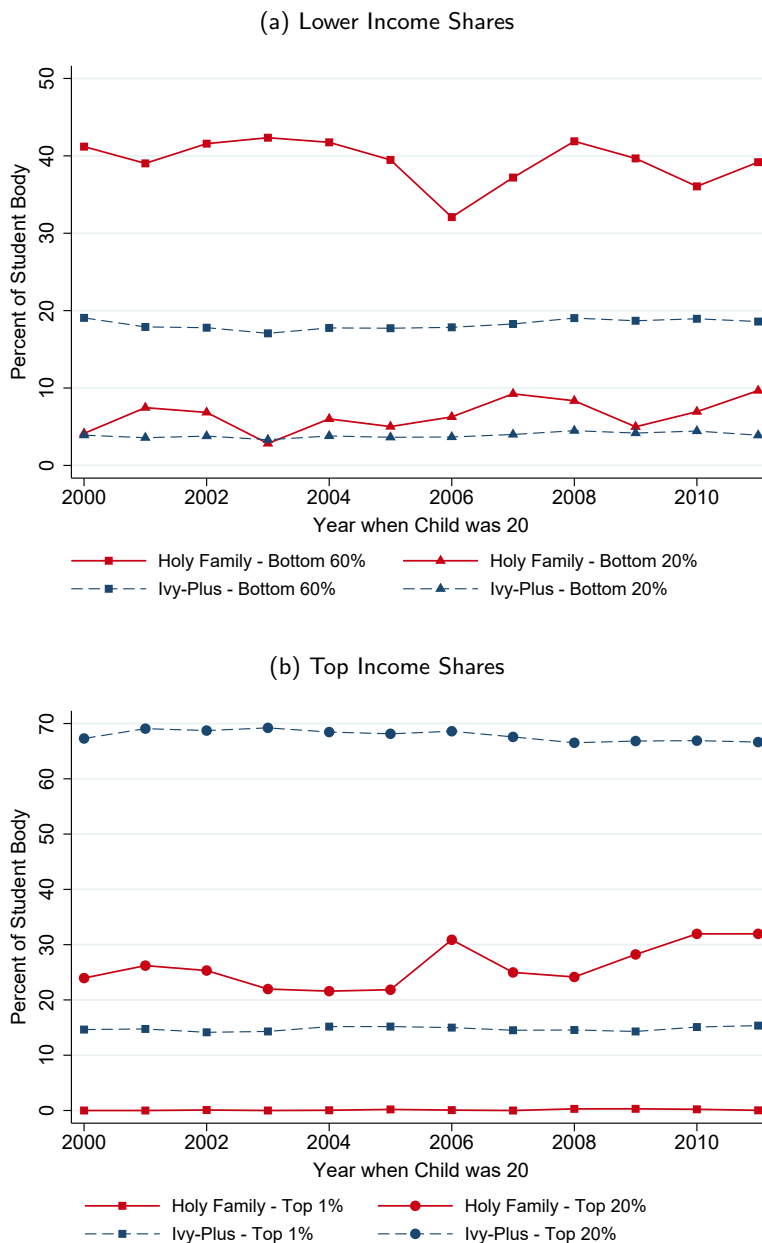 (a) Lower Income Shares
50
40
30
20
10
0
Percent of Student Body
2000 2002 2004 2006 2008 2010
Year when Child was 20
Holy Family - Bottom 60% Holy Family - Bottom 20%
Ivy-Plus - Bottom 60% Ivy-Plus - Bottom 20%
(b) Top Income Shares
70
60
50
40
30
20
10
0
Percent of Student Body
2000 2002 2004 2006 2008 2010
Year when Child was 20
Holy Family - Top 1% Holy Family - Top 20%
Ivy-Plus - Top 1% Ivy-Plus - Top 20%